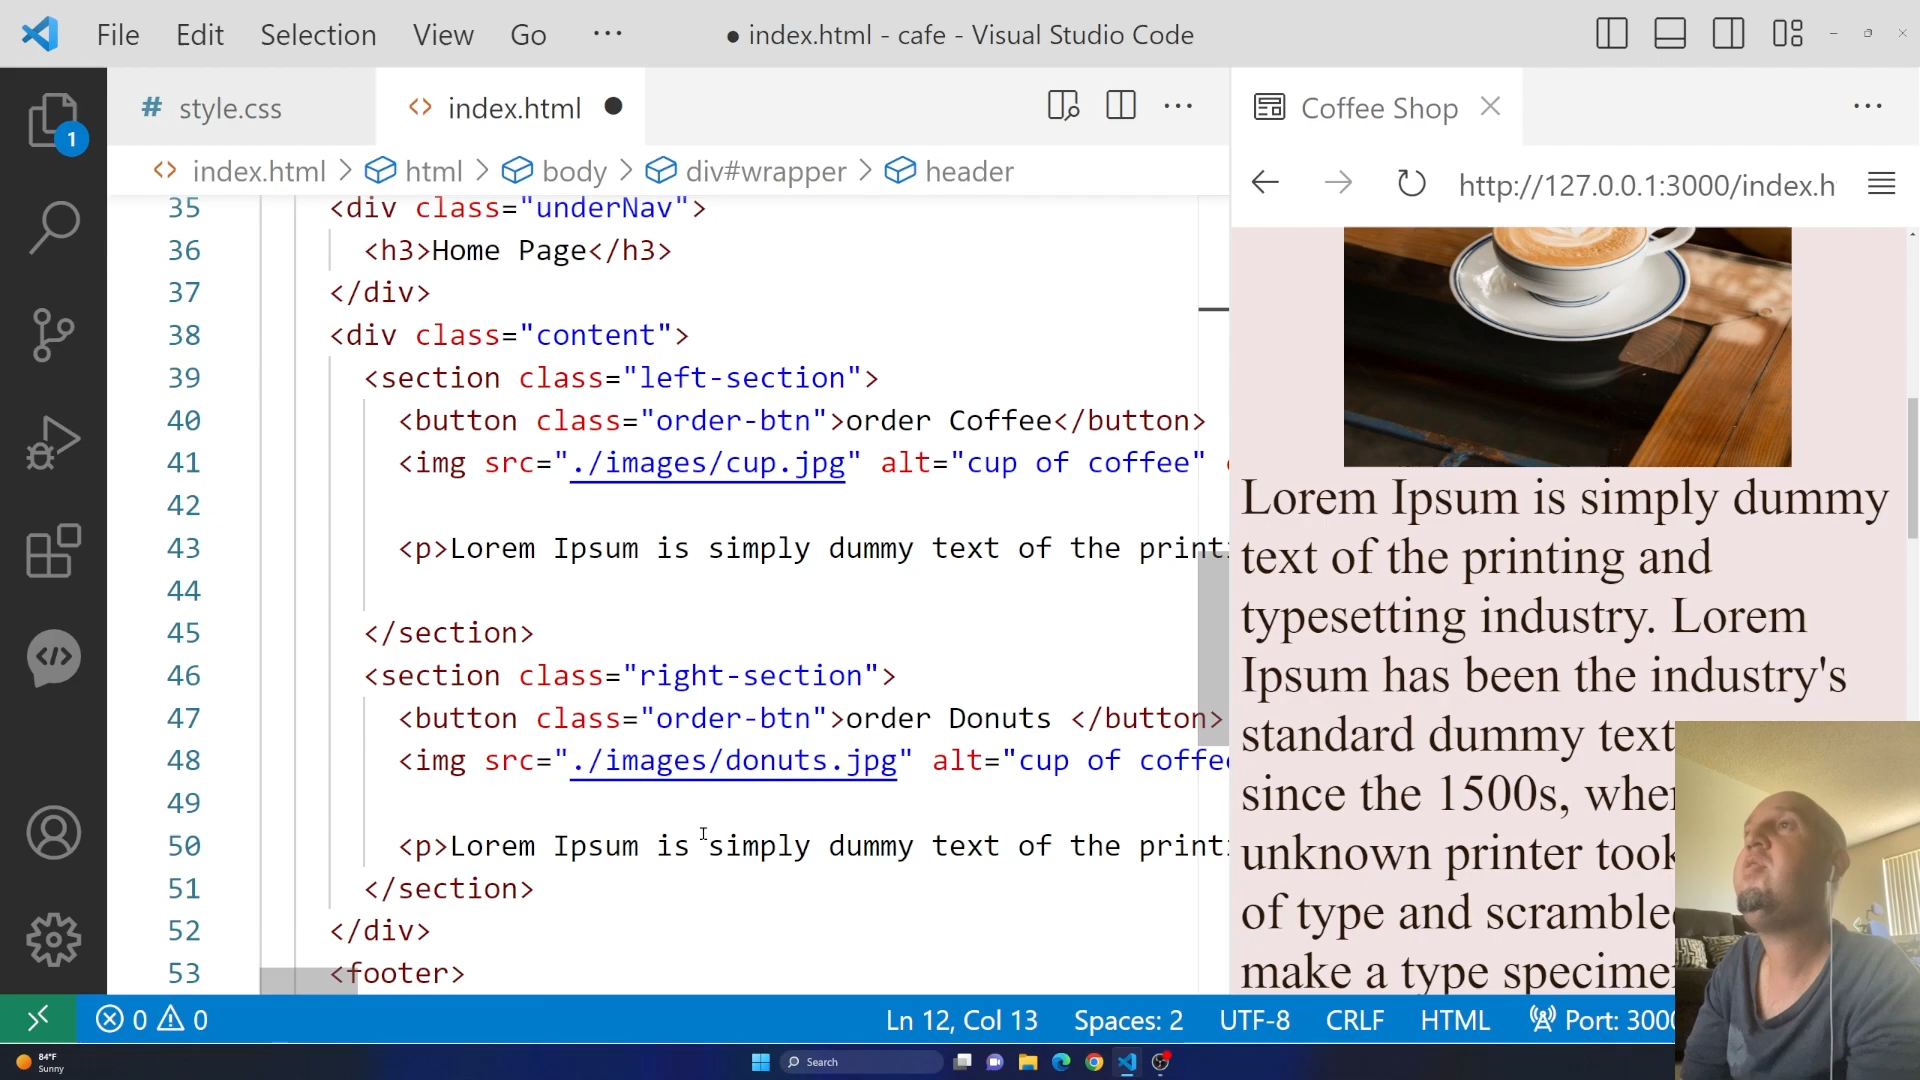 File Edit Selection View Go ··· ● index.html - cafe - Visual Studio Code
# style.css
<> index.html ●
Coffee Shop
index.html > html > body > div#wrapper > header
http://127.0.0.1:3000/index.h
1
35 <div class="underNav">
36 <h3>Home Page</h3>
37 </div>
38 <div class="content">
39 <section class="left-section">
40 <button class="order-btn">order Coffee</button>
41 <img src="./images/cup.jpg" alt="cup of coffee"
42
43 <p>Lorem Ipsum is simply dummy text of the printi
44
45 </section>
46 <section class="right-section">
47 <button class="order-btn">order Donuts </button>
48 <img src="./images/donuts.jpg" alt="cup of coffe
49
50 <p>Lorem Ipsum is simply dummy text of the print
51 </section>
52 </div>
53 <footer>
Lorem Ipsum is simply dummy
text of the printing and
typesetting industry. Lorem
Ipsum has been the industry's
standard dummy text
since the 1500s, whe
unknown printer took
of type and scramble
make a type specime
0 0
Ln 12, Col 13 Spaces: 2 UTF-8 CRLF HTML Port: 300
84°F
Sunny
Search